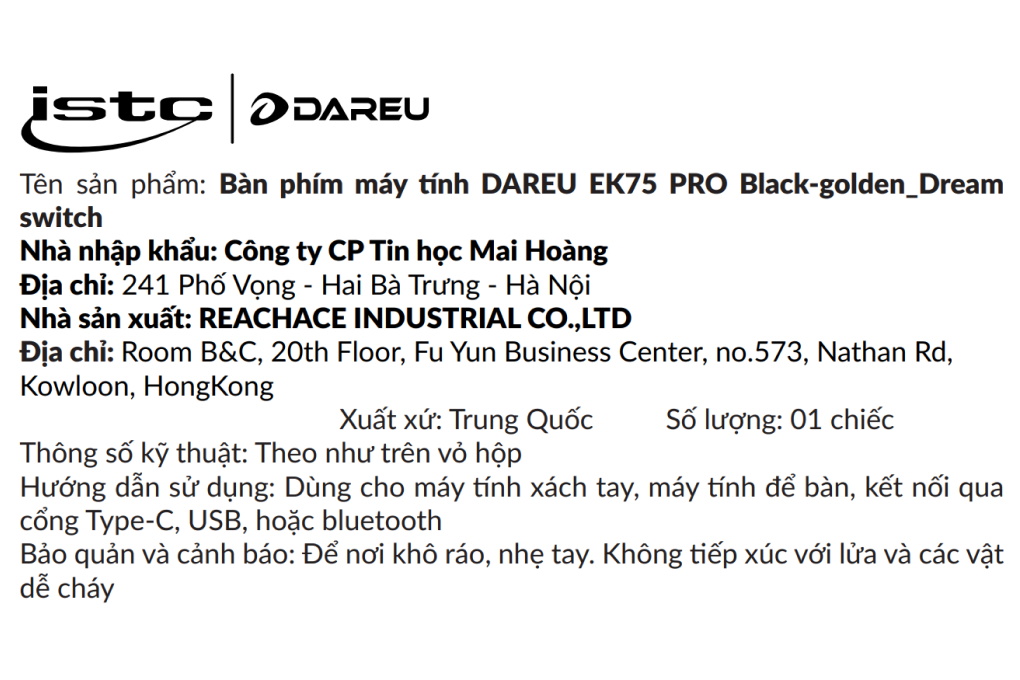 istc | DAREU
Tên sản phẩm: Bàn phím máy tính DAREU EK75 PRO Black-golden_Dream
switch
Nhà nhập khẩu: Công ty CP Tin học Mai Hoàng
Địa chỉ: 241 Phố Vọng - Hai Bà Trưng - Hà Nội
Nhà sản xuất: REACHACE INDUSTRIAL CO.,LTD
Địa chỉ: Room B&C, 20th Floor, Fu Yun Business Center, no.573, Nathan Rd,
Kowloon, HongKong
Xuất xứ: Trung Quốc Số lượng: 01 chiếc
Thông số kỹ thuật: Theo như trên vỏ hộp
Hướng dẫn sử dụng: Dùng cho máy tính xách tay, máy tính để bàn, kết nối qua
cổng Type-C, USB, hoặc bluetooth
Bảo quản và cảnh báo: Để nơi khô ráo, nhẹ tay. Không tiếp xúc với lửa và các vật
dễ cháy